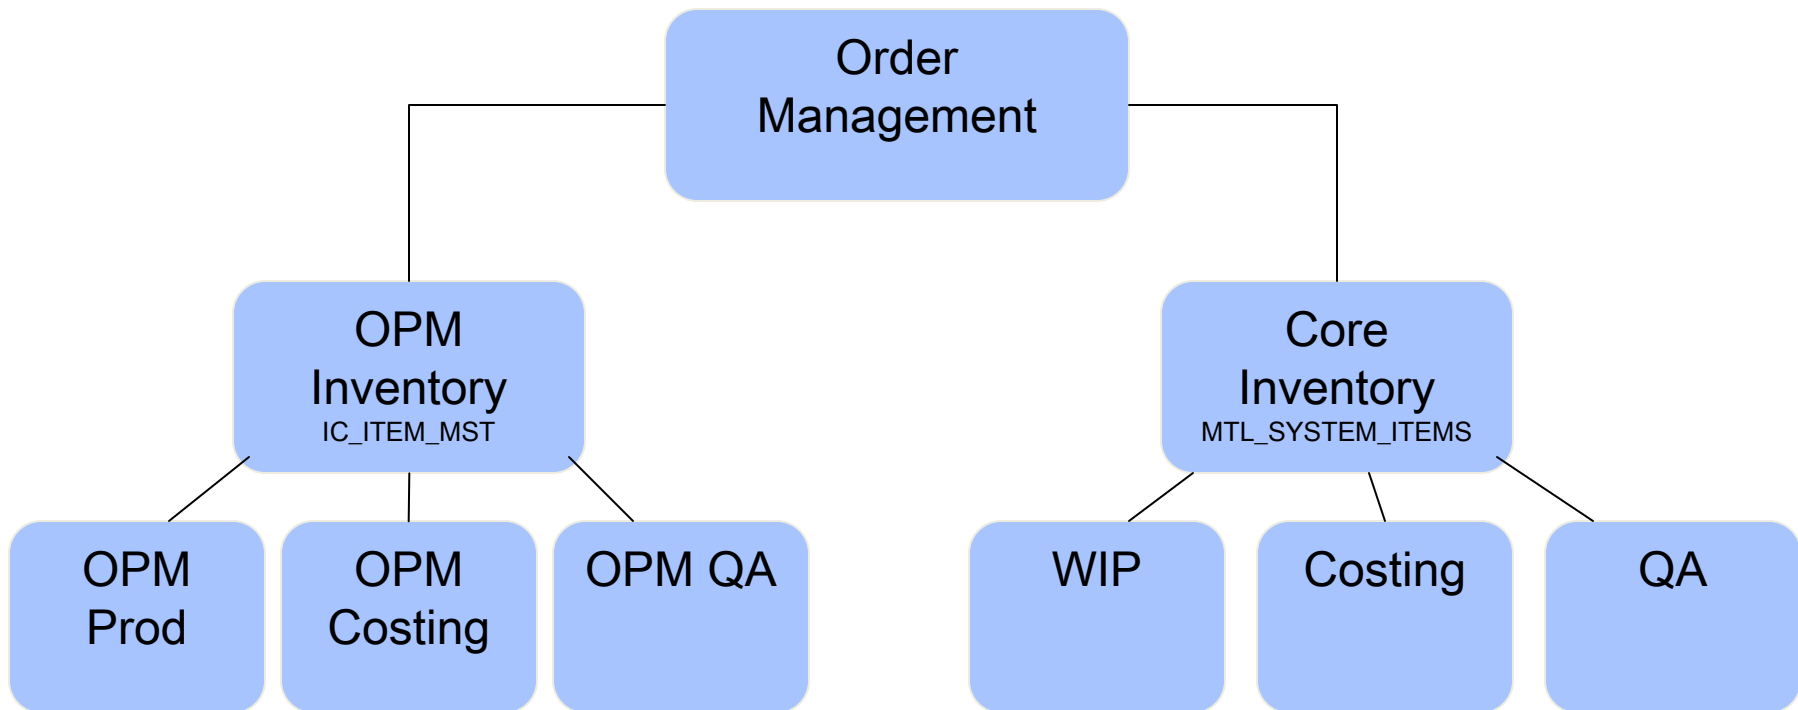 Order
Management
OPM
Inventory
IC_ITEM_MST
Core
Inventory
MTL_SYSTEM_ITEMS
OPM
Prod
OPM
Costing
OPM QA
WIP
Costing
QA